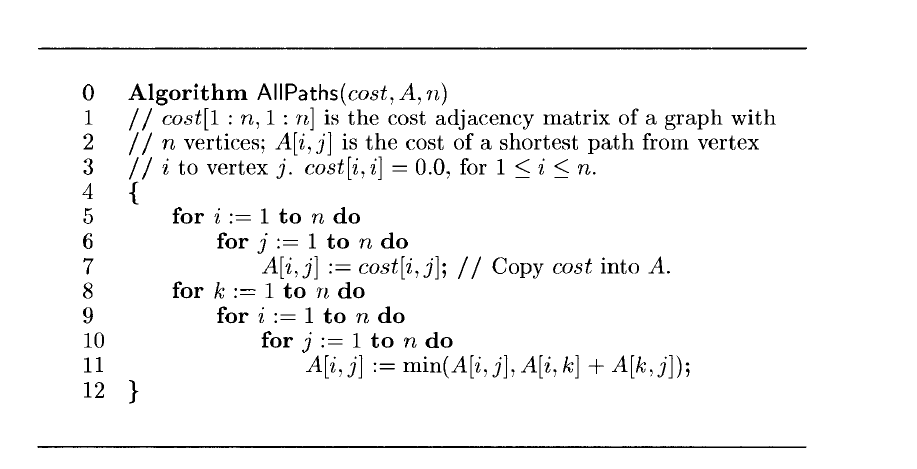 0 Algorithm AllPaths(cost, A, n)
1 // cost[1 : n, 1 : n] is the cost adjacency matrix of a graph with
2 // n vertices; A[i, j] is the cost of a shortest path from vertex
3 // i to vertex j. cost[i, i] = 0.0, for 1 ≤ i ≤ n.
4 {
5 for i := 1 to n do
6 for j := 1 to n do
7 A[i, j] := cost[i, j]; // Copy cost into A.
8 for k := 1 to n do
9 for i := 1 to n do
10 for j := 1 to n do
11 A[i, j] := min(A[i, j], A[i, k] + A[k, j]);
12 }